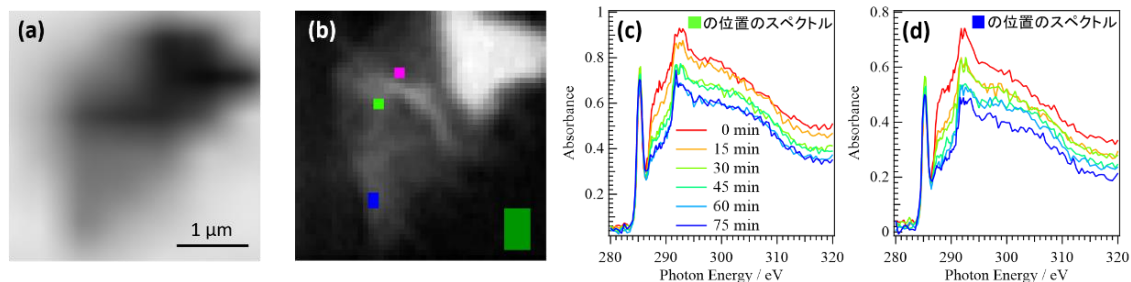 (a)
1 μm
(b)
(c)
の位置のスペクトル
1
0.8
0.6
0.4
0.2
Absorbance
0 min
15 min
30 min
45 min
60 min
75 min
280
290
300
310
320
Photon Energy / eV
(d)
の位置のスペクトル
0.8
0.6
0.4
0.2
0
Absorbance
280
290
300
310
320
Photon Energy / eV